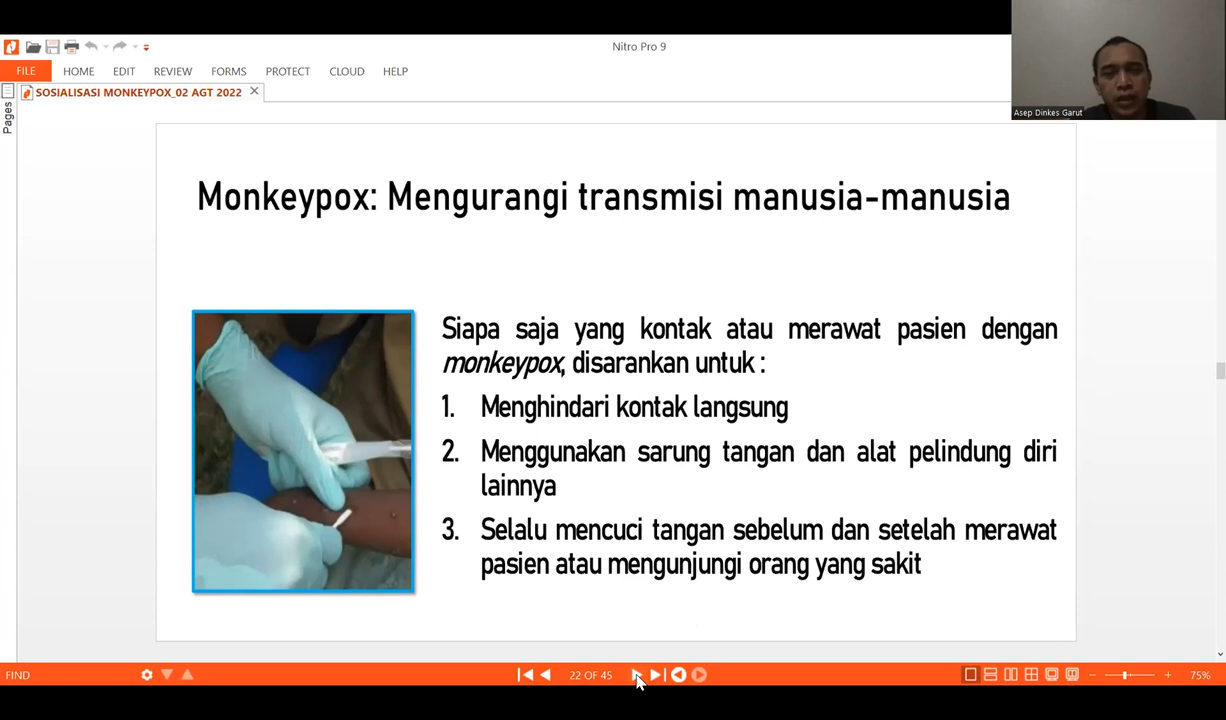 Nitro Pro 9
FILE HOME EDIT REVIEW FORMS PROTECT CLOUD HELP
SOSIALISASI MONKEYPOX_02 AGT 2022
Asep Dinkes Garut
Pages
Monkeypox: Mengurangi transmisi manusia-manusia
Siapa saja yang kontak atau merawat pasien dengan
monkeypox, disarankan untuk :
1. Menghindari kontak langsung
2. Menggunakan sarung tangan dan alat pelindung diri
lainnya
3. Selalu mencuci tangan sebelum dan setelah merawat
pasien atau mengunjungi orang yang sakit
FIND 22 OF 45 75%